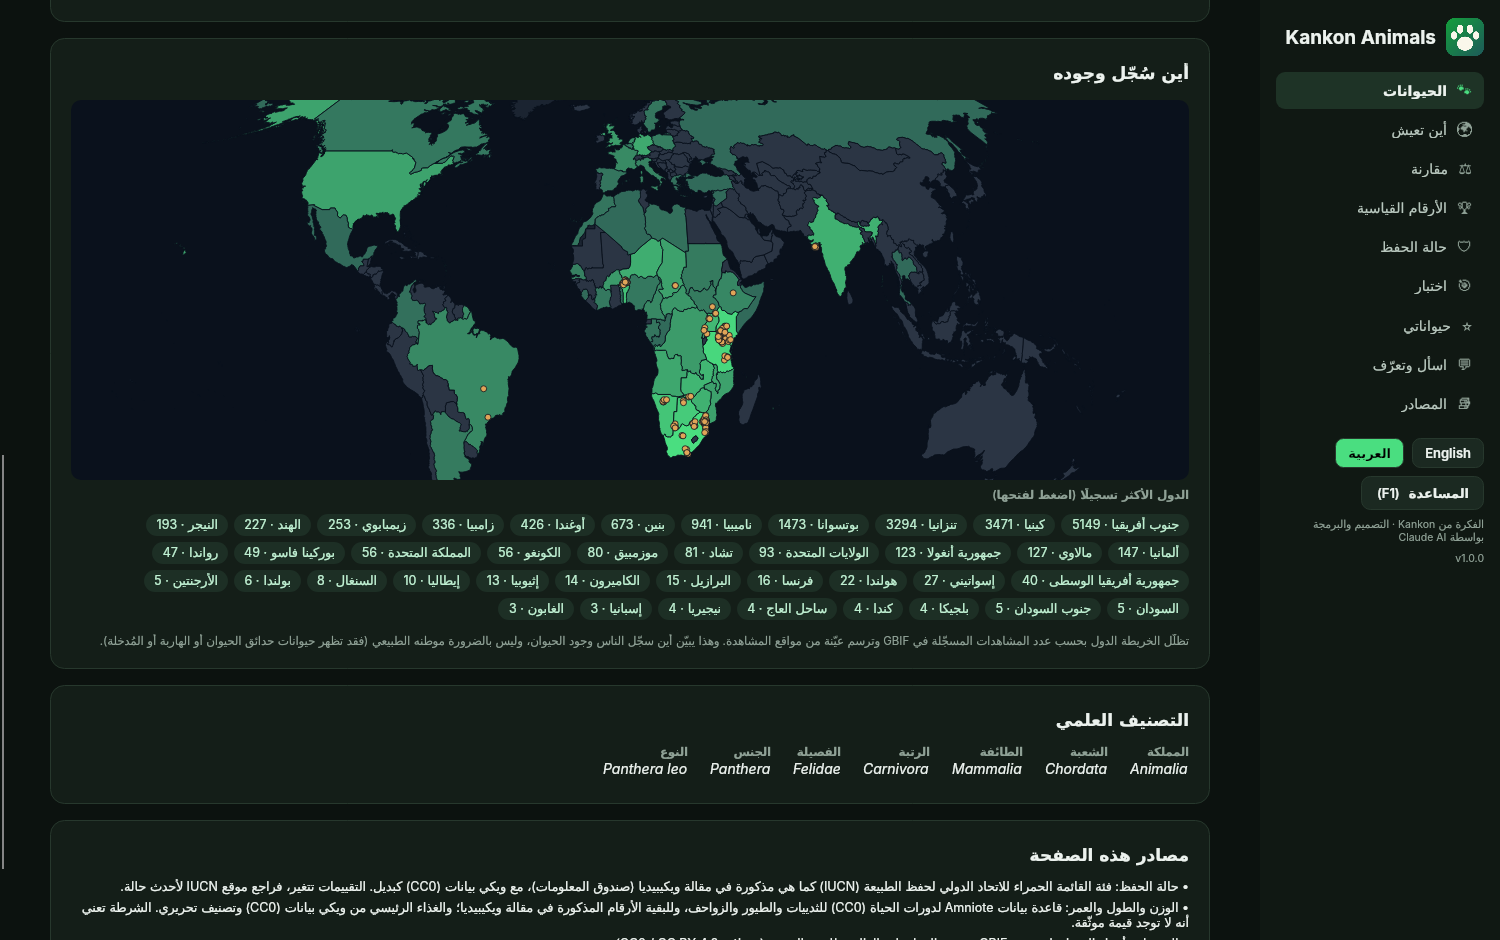 Kankon Animals
الحيوانات
أين تعيش
مقارنة
الأرقام القياسية
حالة الحفظ
اختبار
حيواناتي
اسأل وتعرّف
المصادر
العربية English
المساعدة (F1)
الفكرة من Kankon · التصميم والبرمجة
بواسطة Claude AI
v1.0.0
أين سُجّل وجوده
الدول الأكثر تسجيلًا (اضغط لفتحها)
جنوب أفريقيا · 5149 كينيا · 3471 تنزانيا · 3294 بوتسوانا · 1473 ناميبيا · 941 بنين · 673 أوغندا · 426 زامبيا · 336 زيمبابوي · 253 الهند · 227 النيجر · 193
ألمانيا · 147 مالاوي · 127 جمهورية أنغولا · 123 الولايات المتحدة · 93 تشاد · 81 موزمبيق · 80 الكونغو · 56 المملكة المتحدة · 56 بوركينا فاسو · 49 رواندا · 47
جمهورية أفريقيا الوسطى · 40 إسواتيني · 27 هولندا · 22 فرنسا · 16 البرازيل · 15 الكاميرون · 14 إثيوبيا · 13 إيطاليا · 10 السنغال · 8 بولندا · 6 الأرجنتين · 5
السودان · 5 جنوب السودان · 5 بلجيكا · 4 كندا · 4 ساحل العاج · 4 نيجيريا · 4 إسبانيا · 3 الغابون · 3
تظلّل الخريطة الدول بحسب عدد المشاهدات المسجّلة في GBIF وترسم عيّنة من مواقع المشاهدة. وهذا يبيّن أين سجّل الناس وجود الحيوان، وليس بالضرورة موطنه الطبيعي (فقد تظهر حيوانات حدائق الحيوان أو الهاربة أو المُدخلة).
التصنيف العلمي
المملكة الشعبة الطائفة الرتبة الفصيلة الجنس النوع
Animalia Chordata Mammalia Carnivora Felidae Panthera Panthera leo
مصادر هذه الصفحة
• حالة الحفظ: فئة القائمة الحمراء للاتحاد الدولي لحفظ الطبيعة (IUCN) كما هي مذكورة في مقالة ويكيبيديا (صندوق المعلومات)، مع ويكي بيانات (CC0) كبديل. التقييمات تتغير، فراجع موقع IUCN لأحدث حالة.
• الوزن والطول والعمر: قاعدة بيانات Amniote لدورات الحياة (CC0) للثدييات والطيور والزواحف، وللبقية الأرقام المذكورة في مقالة ويكيبيديا؛ والغذاء الرئيسي من ويكي بيانات (CC0) وتصنيف تحريري. الشرطة تعني
أنه لا توجد قيمة موثّقة.